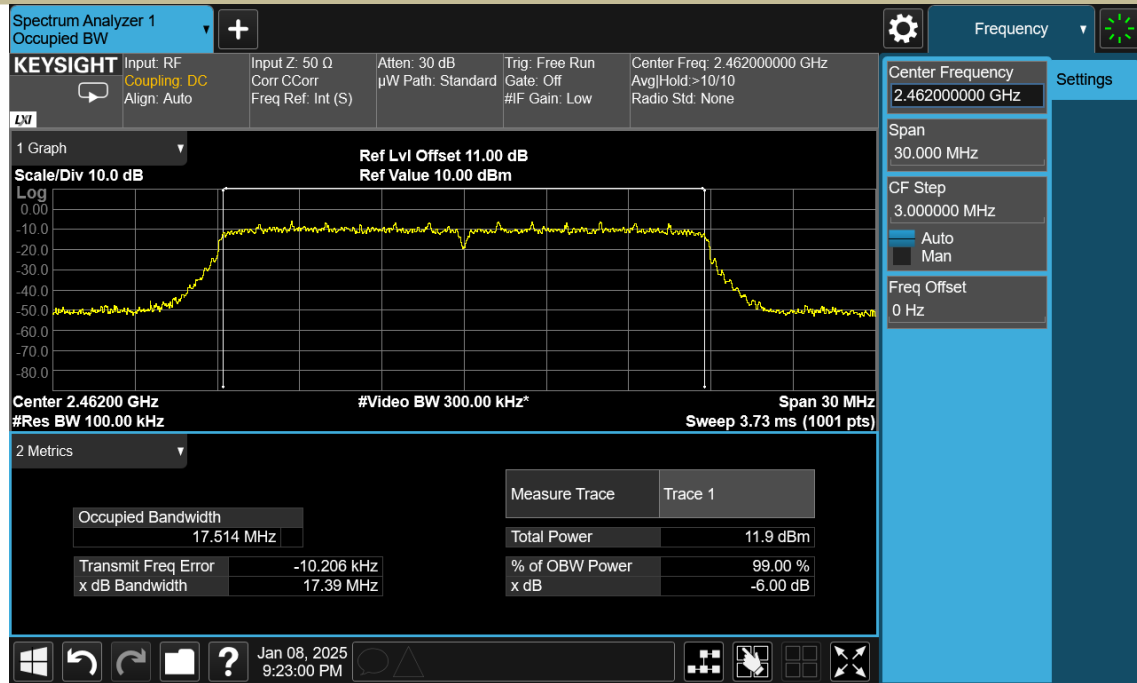 Spectrum Analyzer 1
Occupied BW
Frequency
KEYSIGHT
LXI
Input: RF
Coupling: DC
Align: Auto
Input Z: 50 Ω
Corr CCorr
Freq Ref: Int (S)
Atten: 30 dB
µW Path: Standard
Trig: Free Run
Gate: Off
#IF Gain: Low
Center Freq: 2.462000000 GHz
Avg|Hold:>10/10
Radio Std: None
Center Frequency
2.462000000 GHz
Settings
Span
30.000 MHz
CF Step
3.000000 MHz
Auto
Man
Freq Offset
0 Hz
1 Graph
Scale/Div 10.0 dB
Ref Lvl Offset 11.00 dB
Ref Value 10.00 dBm
Log
0.00
-10.0
-20.0
-30.0
-40.0
-50.0
-60.0
-70.0
-80.0
Center 2.46200 GHz
#Video BW 300.00 kHz*
Span 30 MHz
#Res BW 100.00 kHz
Sweep 3.73 ms (1001 pts)
2 Metrics
Measure Trace Trace 1
Occupied Bandwidth
17.514 MHz
Total Power 11.9 dBm
Transmit Freq Error -10.206 kHz
% of OBW Power 99.00 %
x dB Bandwidth 17.39 MHz
x dB -6.00 dB
?
Jan 08, 2025
9:23:00 PM